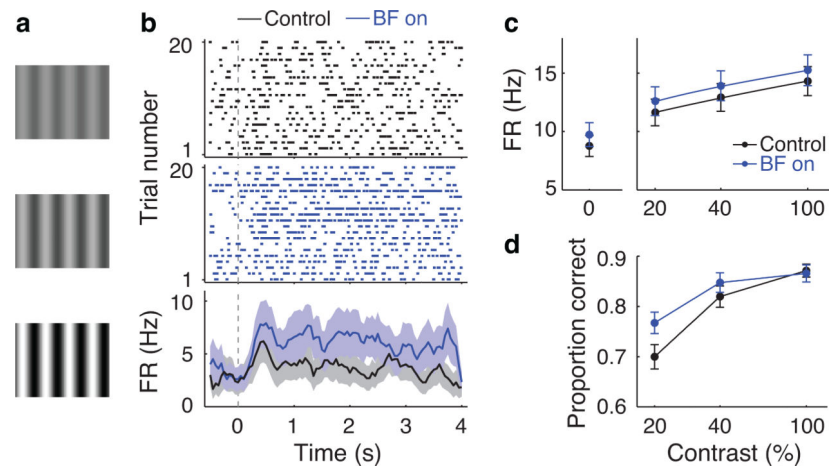 a
b
Control BF on
20
Trial number
1
20
1
10
FR (Hz)
5
0
0 1 2 3 4
Time (s)
c
15
FR (Hz)
10
5
Control
BF on
0 20 40 100
d
0.9
Proportion correct
0.8
0.7
0.6
20 40 100
Contrast (%)